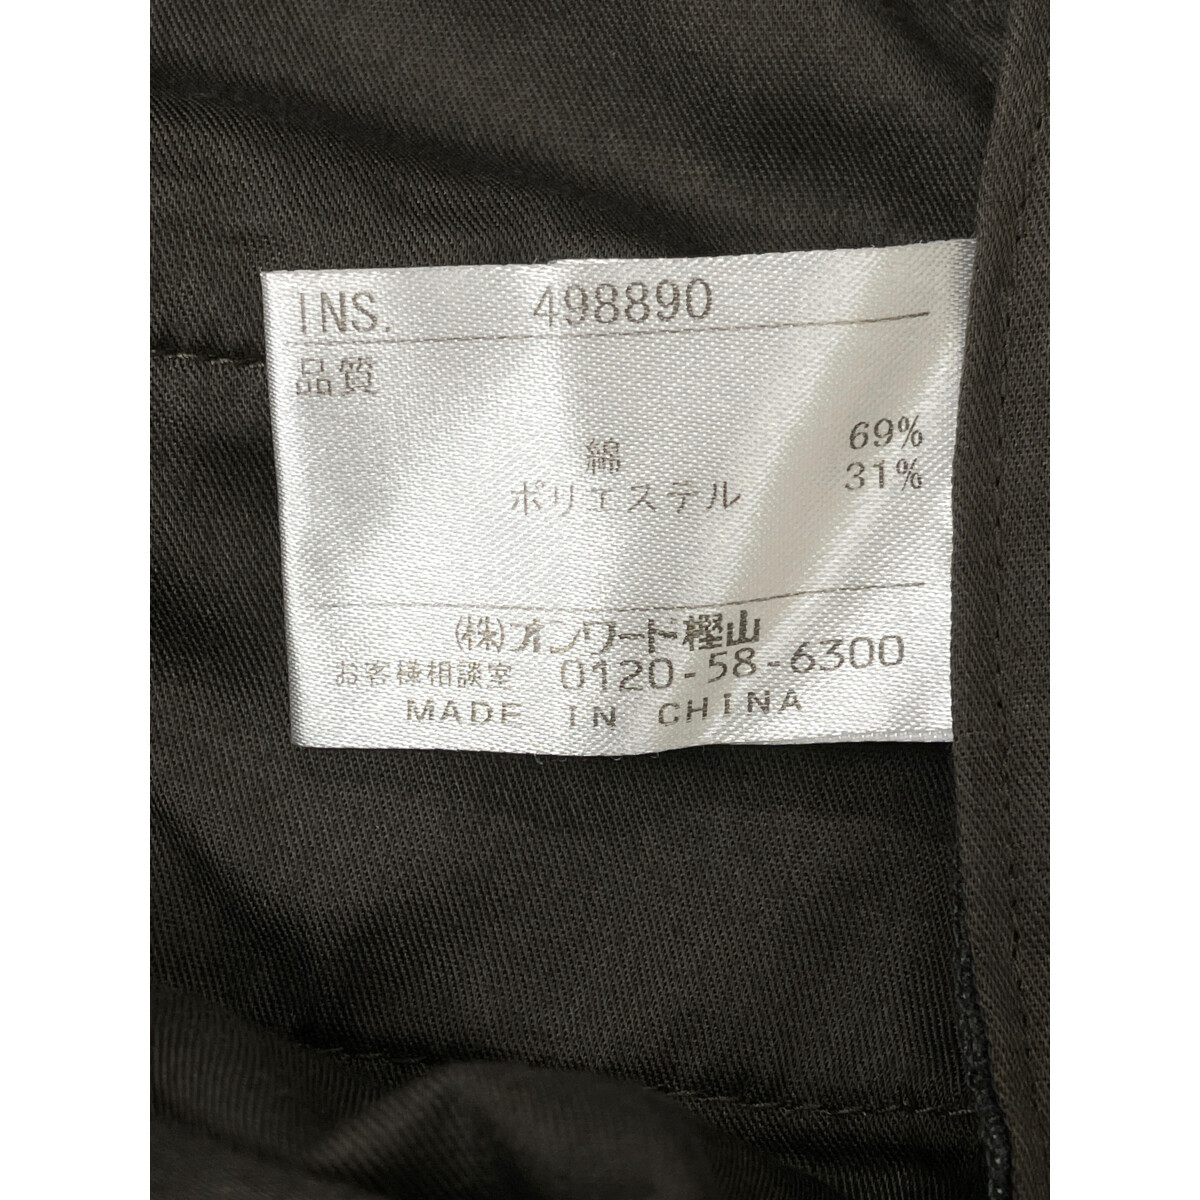 INS. 498890
品質
綿 69%
ポリエステル 31%
(株)オンワード樫山
お客様相談室 0120-58-6300
MADE IN CHINA